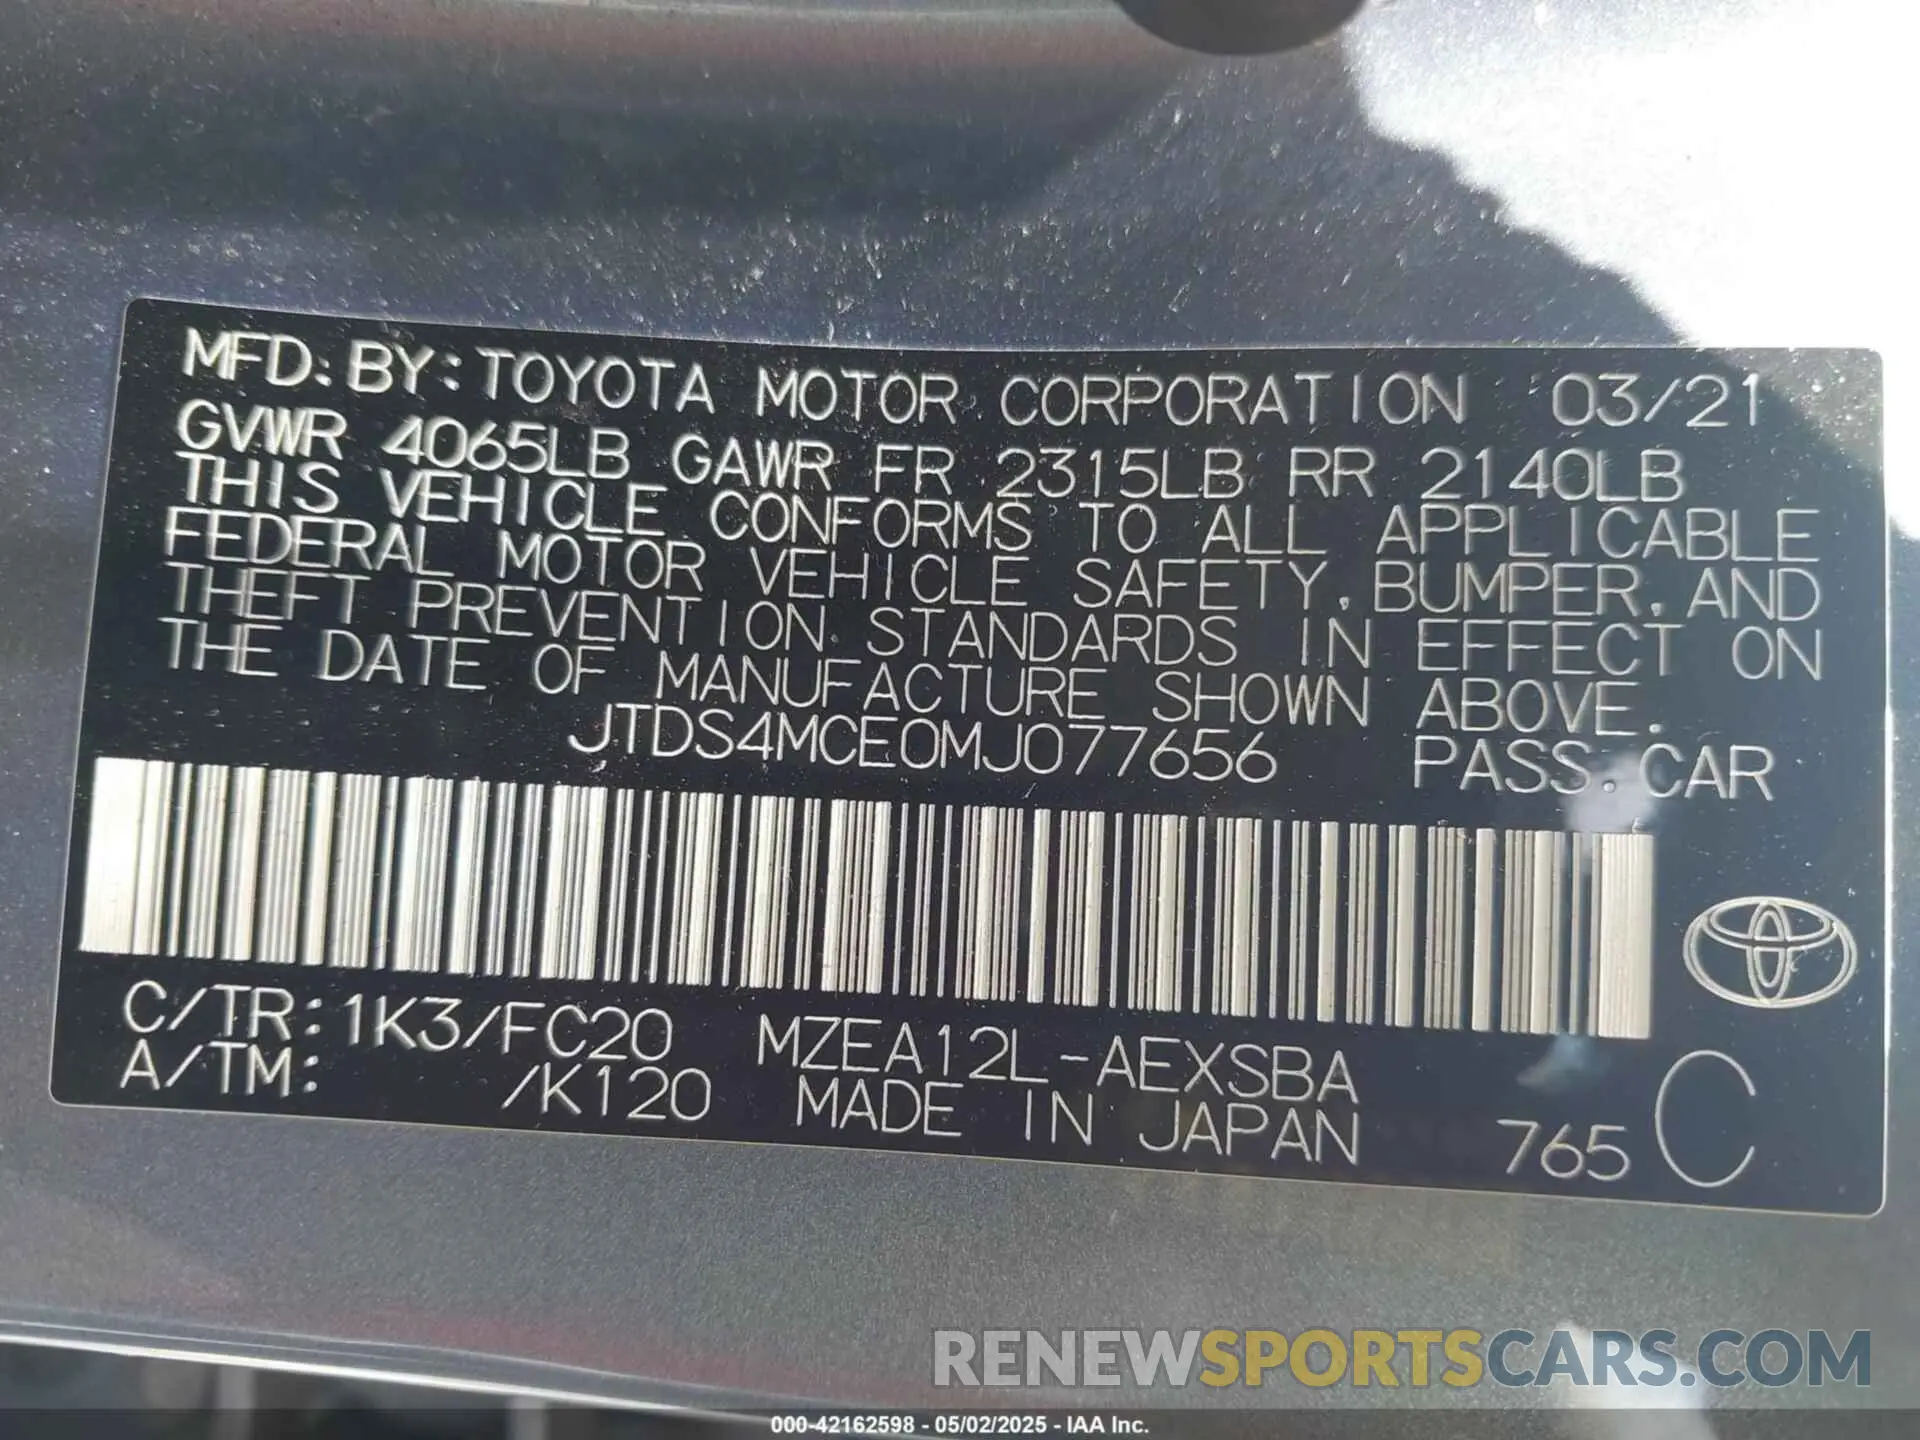 MFD. BY: TOYOTA MOTOR CORPORATION 03/21
GVWR 4065LB GAWR FR 2315LB RR 2140LB
THIS VEHICLE CONFORMS TO ALL APPLICABLE
FEDERAL MOTOR VEHICLE SAFETY, BUMPER, AND
THEFT PREVENTION STANDARDS IN EFFECT ON
THE DATE OF MANUFACTURE SHOWN ABOVE.
JTDS4MCE0MJ077656 PASS. CAR
C/TR: 1K3/FC20 MZEA12L-AEXSBA
A/TM: /K120 MADE IN JAPAN 765 C
RENEWSPORTSCARS.COM
000-42162598 - 05/02/2025 - IAA Inc.